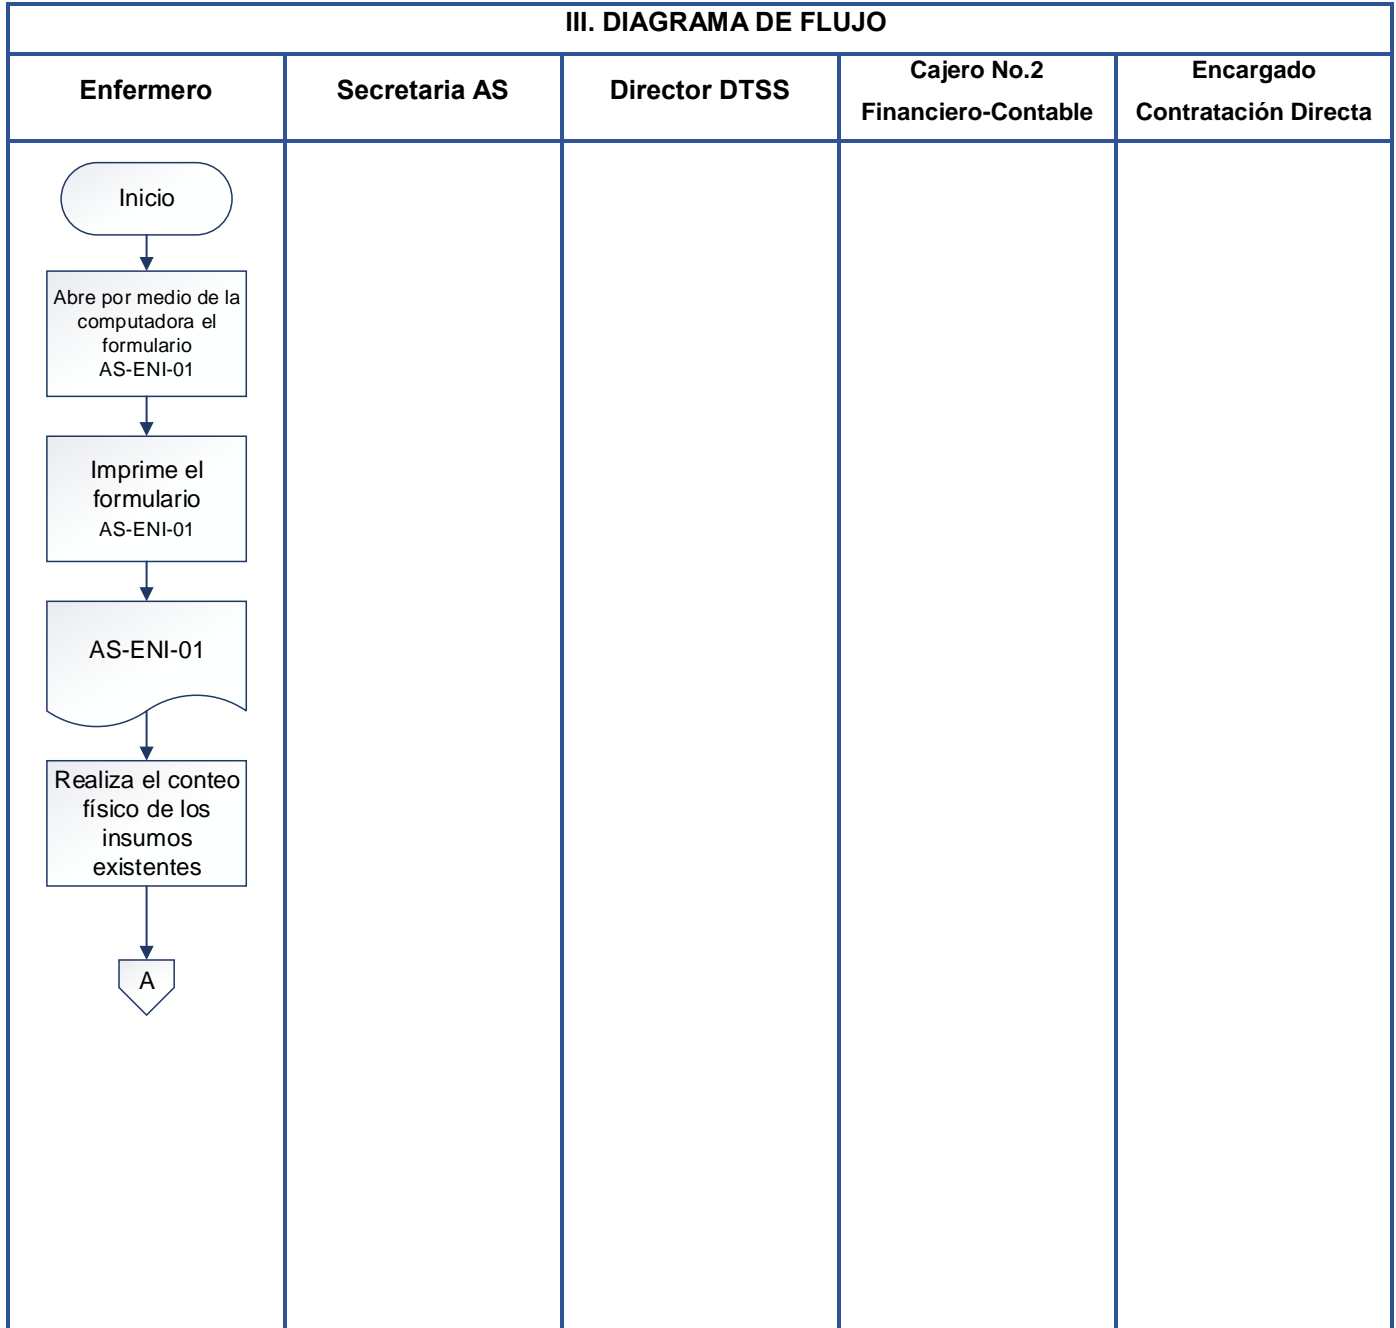 III. DIAGRAMA DE FLUJO
Enfermero
Secretaria AS
Director DTSS
Cajero No.2
Financiero-Contable
Encargado
Contratación Directa
Inicio
Abre por medio de la
computadora el
formulario
AS-ENI-01
Imprime el
formulario
AS-ENI-01
AS-ENI-01
Realiza el conteo
físico de los
insumos
existentes
A